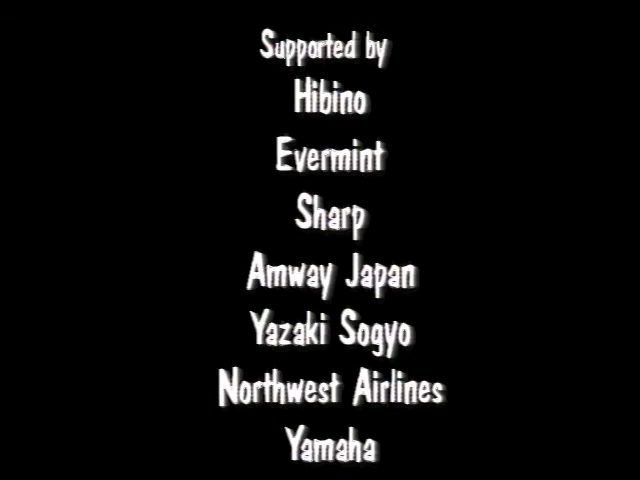 Supported by
Hibino
Evermint
Sharp
Amway Japan
Yazaki Sogyo
Northwest Airlines
Yamaha